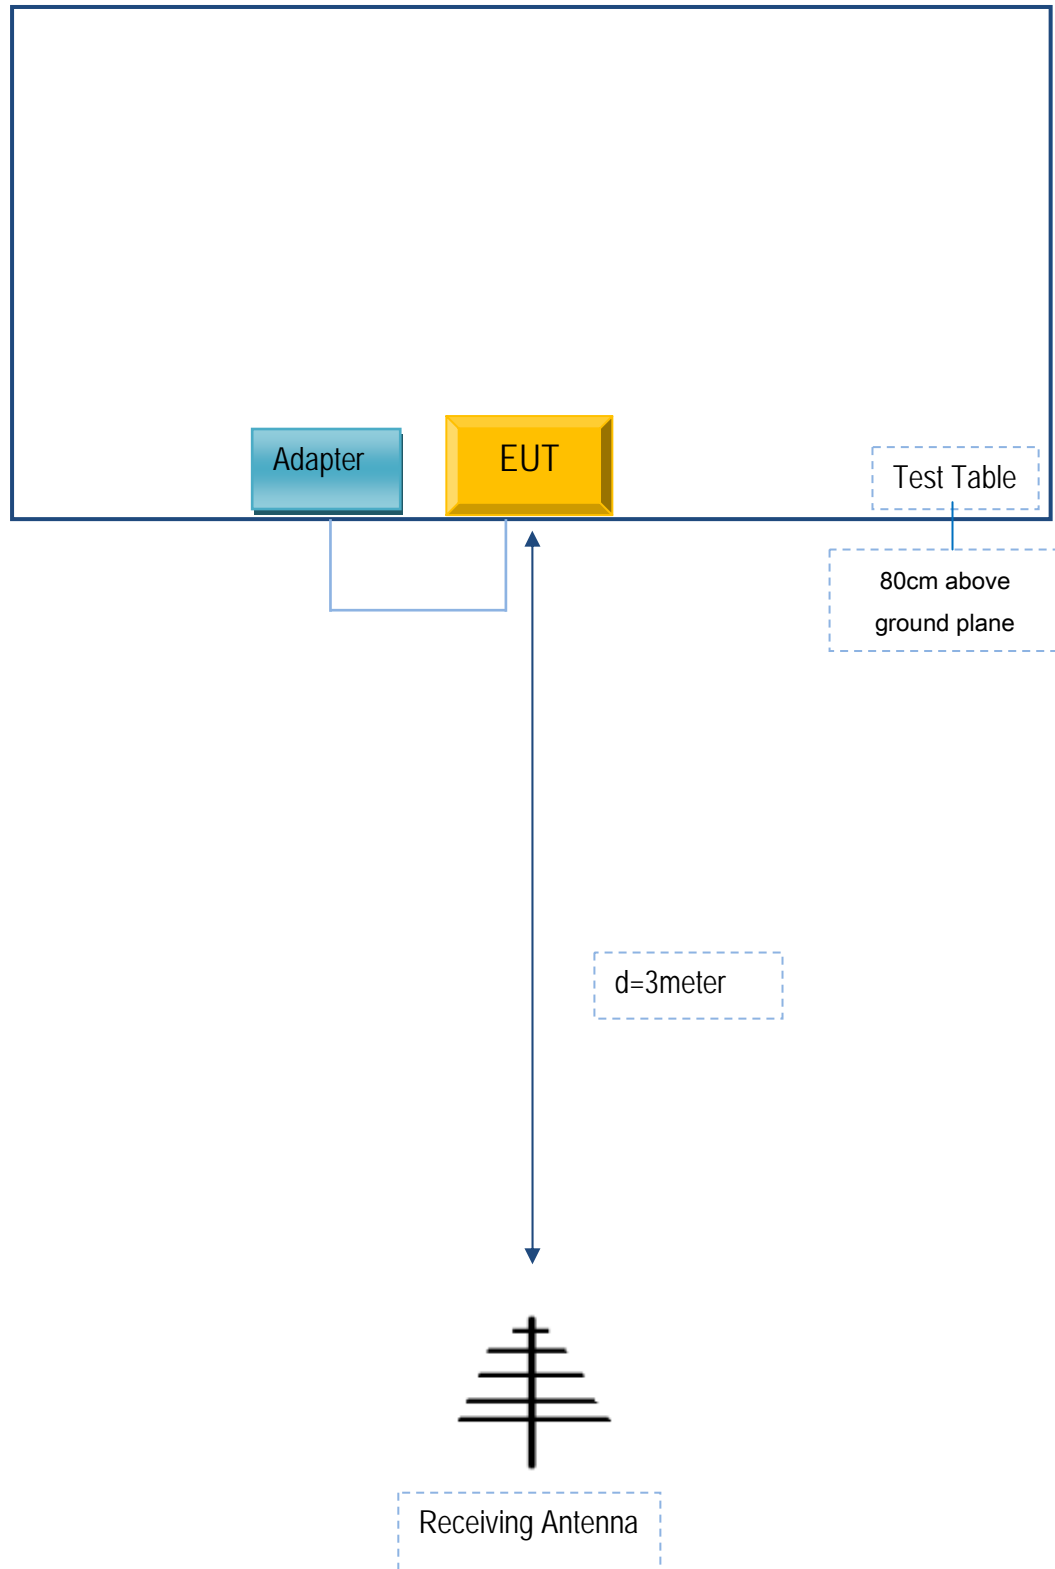 Adapter
EUT
Test Table
80cm above
ground plane
d=3meter
Receiving Antenna